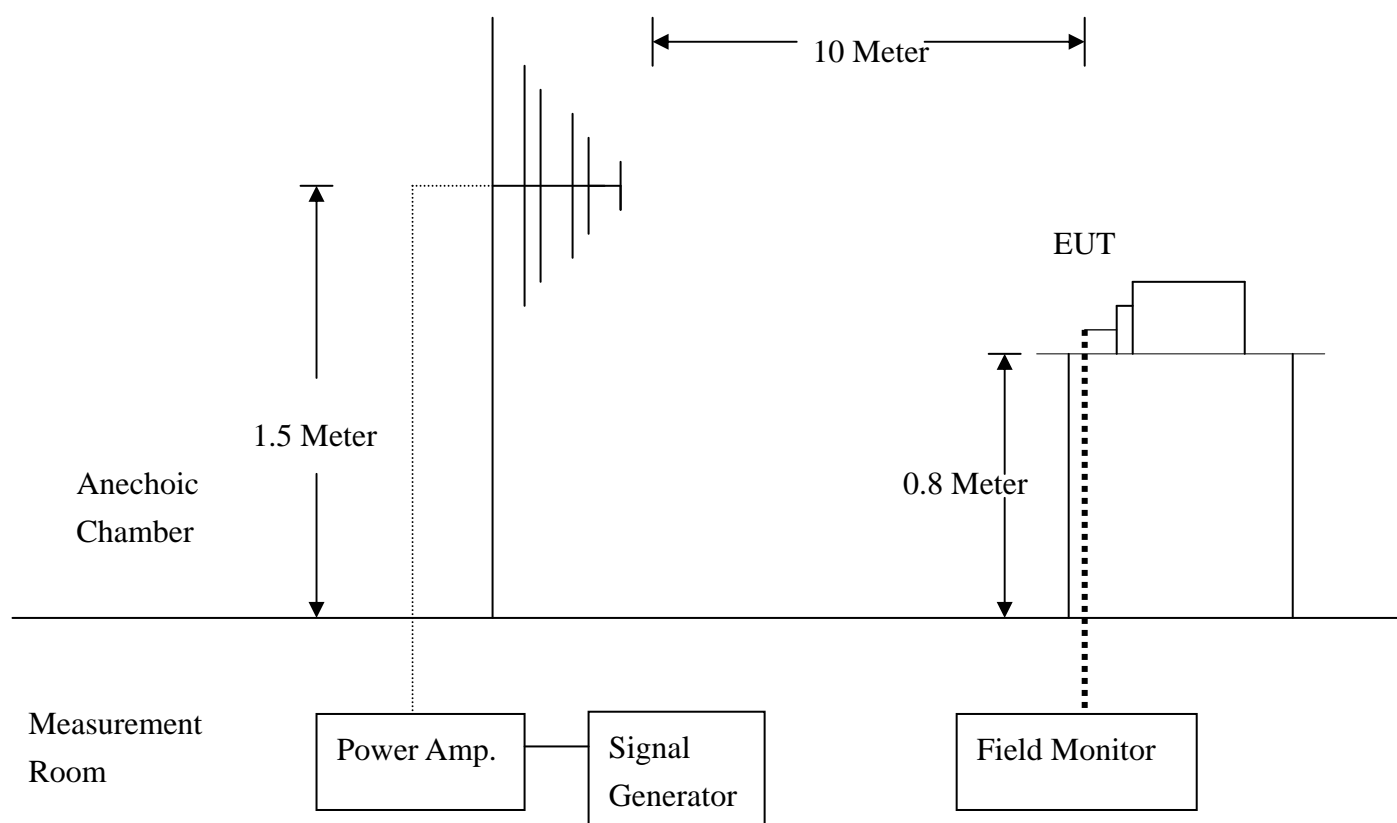 10 Meter
EUT
1.5 Meter
0.8 Meter
Anechoic
Chamber
Measurement
Room
Power Amp.
Signal
Generator
Field Monitor